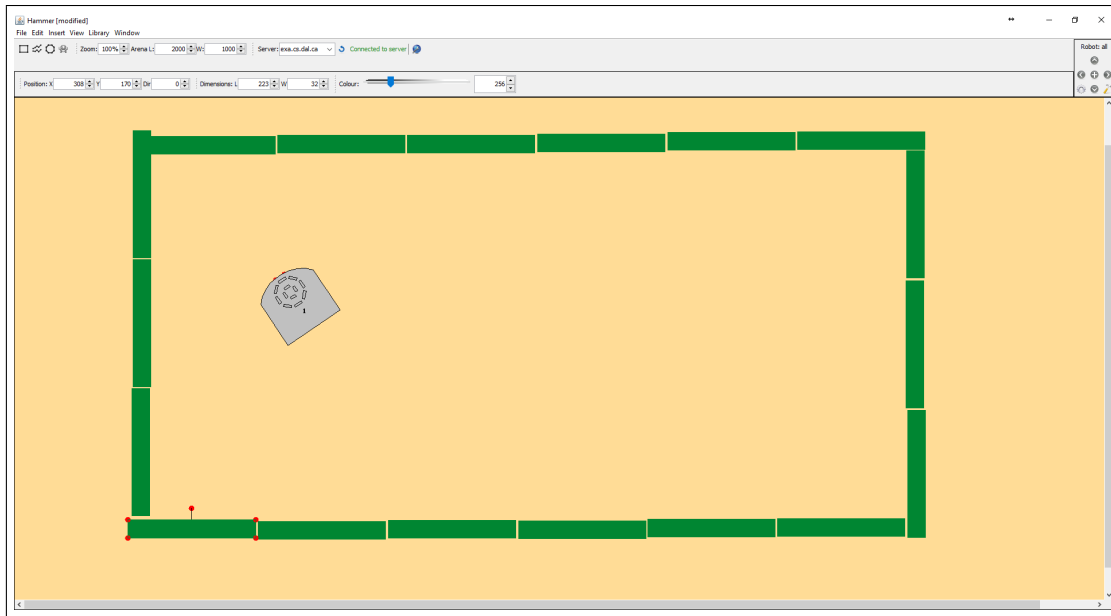 Hammer [modified]
File Edit Insert View Library Window
Zoom: 100% Arena L: 2000 W: 1000 Server: exa.cs.dal.ca Connected to server
Robot: all
Position: X 308 Y 170 Dir 0 Dimensions: L 223 W 32 Colour: 256
1